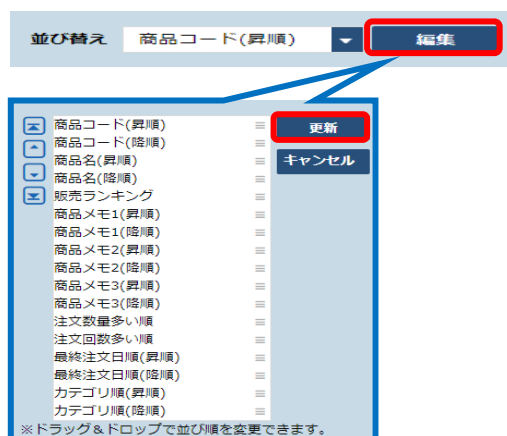 並び替え 商品コード(昇順) 編集
商品コード(昇順) 更新
商品コード(降順)
商品名(昇順) キャンセル
商品名(降順)
販売ランキング
商品メモ1(昇順)
商品メモ1(降順)
商品メモ2(昇順)
商品メモ2(降順)
商品メモ3(昇順)
商品メモ3(降順)
注文数量多い順
注文回数多い順
最終注文日順(昇順)
最終注文日順(降順)
カテゴリ順(昇順)
カテゴリ順(降順)
※ドラッグ&ドロップで並び順を変更できます。